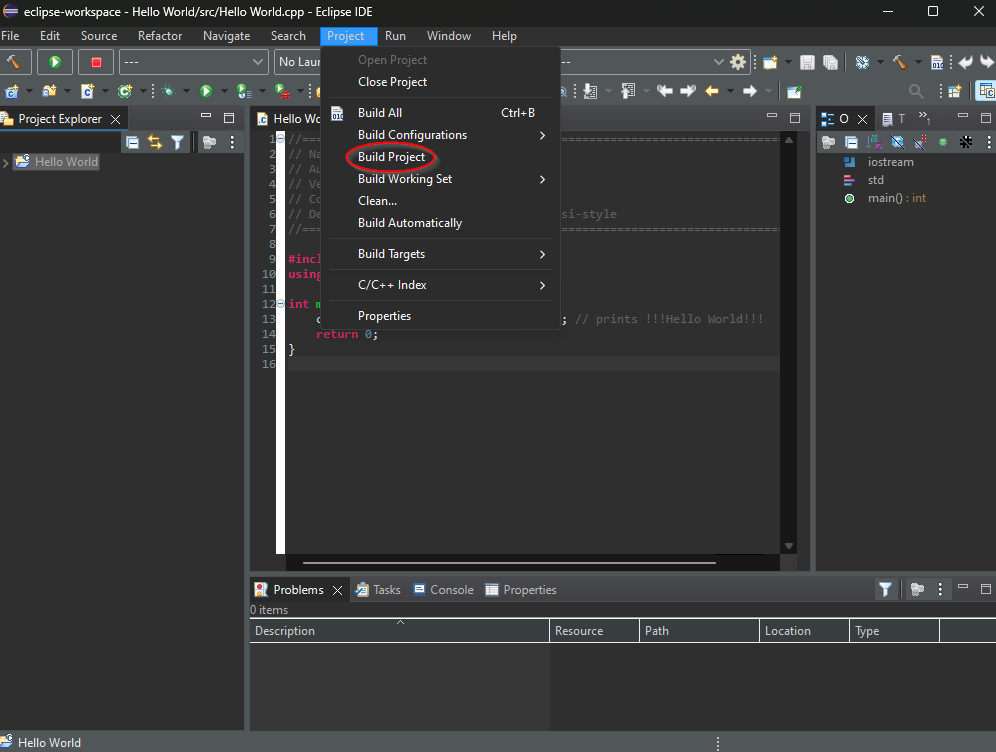 eclipse-workspace - Hello World/src/Hello World.cpp - Eclipse IDE
File Edit Source Refactor Navigate Search Project Run Window Help
--- No Lau --
Project Explorer
Hello World
Hello Wo
Open Project
Close Project
Build All Ctrl+B
Build Configurations
Build Project
Build Working Set
Clean...
Build Automatically
Build Targets
C/C++ Index
Properties
1 //===
2 // Na
3 // Au
4 // Ve
5 // Co
6 // De si-style
7 //===
8
9 #incl
10 using
11
12 int m
13 c ; // prints !!!Hello World!!!
14 return 0;
15 }
16
O T
iostream
std
main() : int
Problems Tasks Console Properties
0 items
Description Resource Path Location Type
Hello World